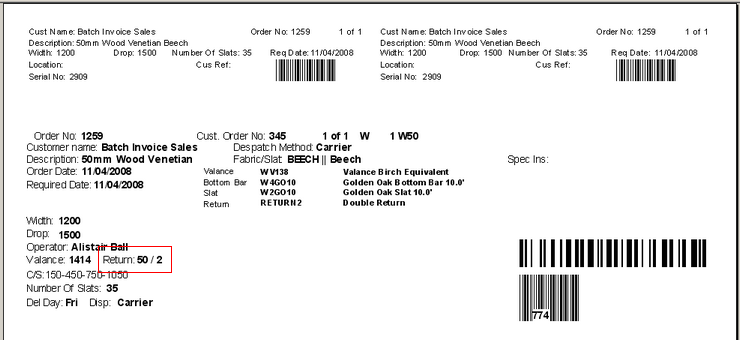 Cust Name: Batch Invoice Sales Order No: 1259 1 of 1
Description: 50mm Wood Venetian Beech
Width: 1200 Drop: 1500 Number Of Slats: 35 Req Date: 11/04/2008
Location: Cus Ref:
Serial No: 2909
Cust Name: Batch Invoice Sales Order No: 1259 1 of 1
Description: 50mm Wood Venetian Beech
Width: 1200 Drop: 1500 Number Of Slats: 35 Req Date: 11/04/2008
Location: Cus Ref:
Serial No: 2909
Order No: 1259 Cust. Order No: 345 1 of 1 W 1 W50
Customer name: Batch Invoice Sales Despatch Method: Carrier
Description: 50mm Wood Venetian Fabric/Slat BEECH || Beech Spec Ins:
Order Date: 11/04/2008 Valance WV138 Valance Birch Equivalent
Required Date: 11/04/2008 Bottom Bar W4GO10 Golden Oak Bottom Bar 10.0'
Slat W2GO10 Golden Oak Slat 10.0'
Return RETURN2 Double Return
Width: 1200
Drop: 1500
Operator: Alistair Ball
Valance: 1414 Return: 50 / 2
C/S: 150-450-750-1050
Number Of Slats: 35
Del Day: Fri Disp: Carrier
774